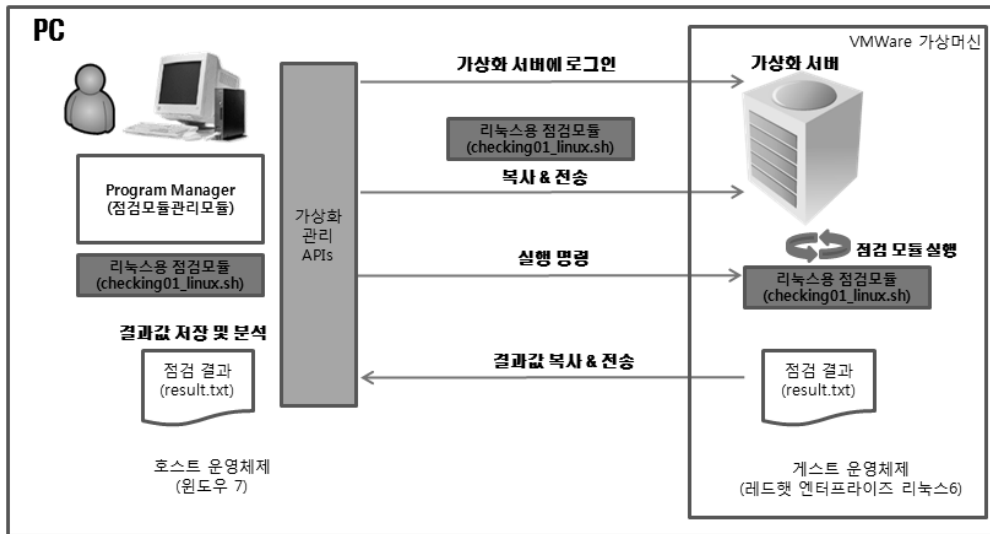 PC
VMWare 가상머신
가상화 서버에 로그인
가상화 서버
리눅스용 점검모듈
(checking01_linux.sh)
복사 & 전송
Program Manager
(점검모듈관리모듈)
가상화
관리
APIs
실행 명령
점검 모듈 실행
리눅스용 점검모듈
(checking01_linux.sh)
리눅스용 점검모듈
(checking01_linux.sh)
결과값 저장 및 분석
결과값 복사 & 전송
점검 결과
(result.txt)
점검 결과
(result.txt)
호스트 운영체제
(윈도우 7)
게스트 운영체제
(레드햇 엔터프라이즈 리눅스6)